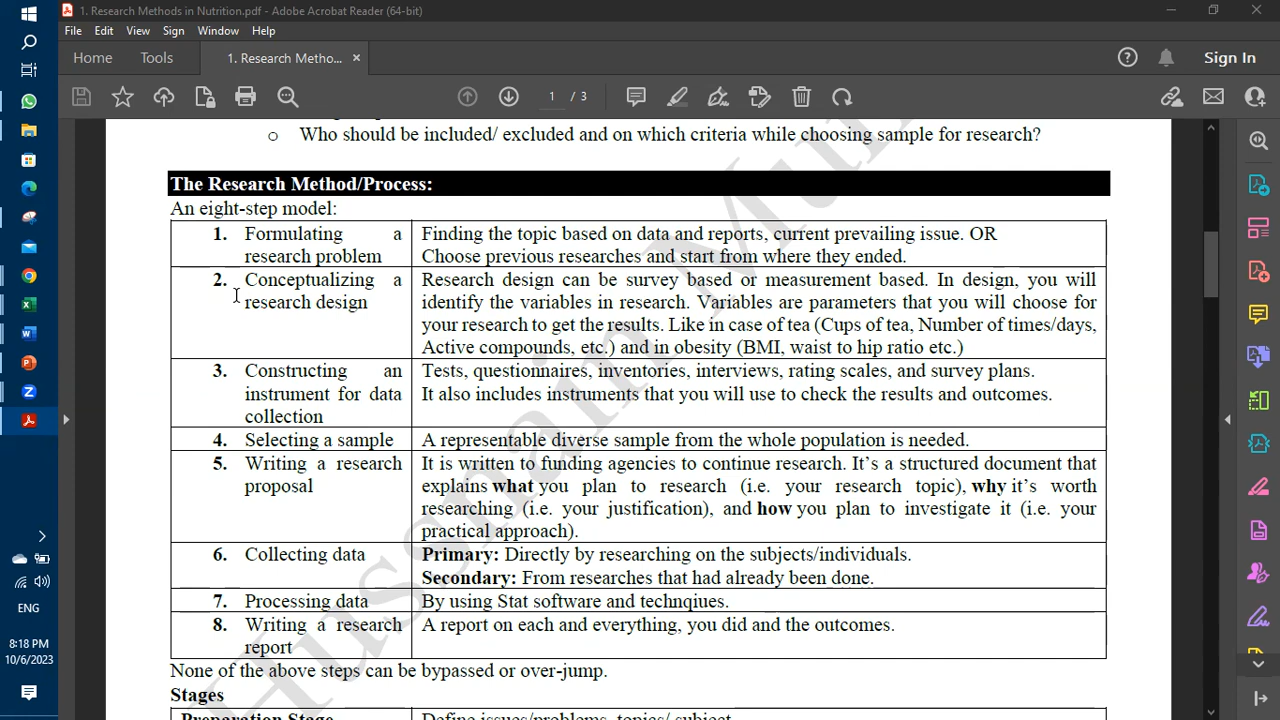 1. Research Methods in Nutrition.pdf - Adobe Acrobat Reader (64-bit)
File Edit View Sign Window Help
Home Tools 1. Research Metho... ×
Sign In
1 / 3
o Who should be included/ excluded and on which criteria while choosing sample for research?
The Research Method/Process:
An eight-step model:
1. Formulating a research problem
Finding the topic based on data and reports, current prevailing issue. OR
Choose previous researches and start from where they ended.
2. Conceptualizing a
research design
Research design can be survey based or measurement based. In design, you will
identify the variables in research. Variables are parameters that you will choose for
your research to get the results. Like in case of tea (Cups of tea, Number of times/days,
Active compounds, etc.) and in obesity (BMI, waist to hip ratio etc.)
3. Constructing an
instrument for data
collection
Tests, questionnaires, inventories, interviews, rating scales, and survey plans.
It also includes instruments that you will use to check the results and outcomes.
4. Selecting a sample
A representable diverse sample from the whole population is needed.
5. Writing a research
proposal
It is written to funding agencies to continue research. It's a structured document that
explains what you plan to research (i.e. your research topic), why it's worth
researching (i.e. your justification), and how you plan to investigate it (i.e. your
practical approach).
6. Collecting data
Primary: Directly by researching on the subjects/individuals.
Secondary: From researches that had already been done.
7. Processing data
By using Stat software and technqiues.
8. Writing a research
report
A report on each and everything, you did and the outcomes.
None of the above steps can be bypassed or over-jump.
Stages
Preparation Stage
Define issues/problems, topics/ subject
Hussnain
ENG
8:18 PM
10/6/2023